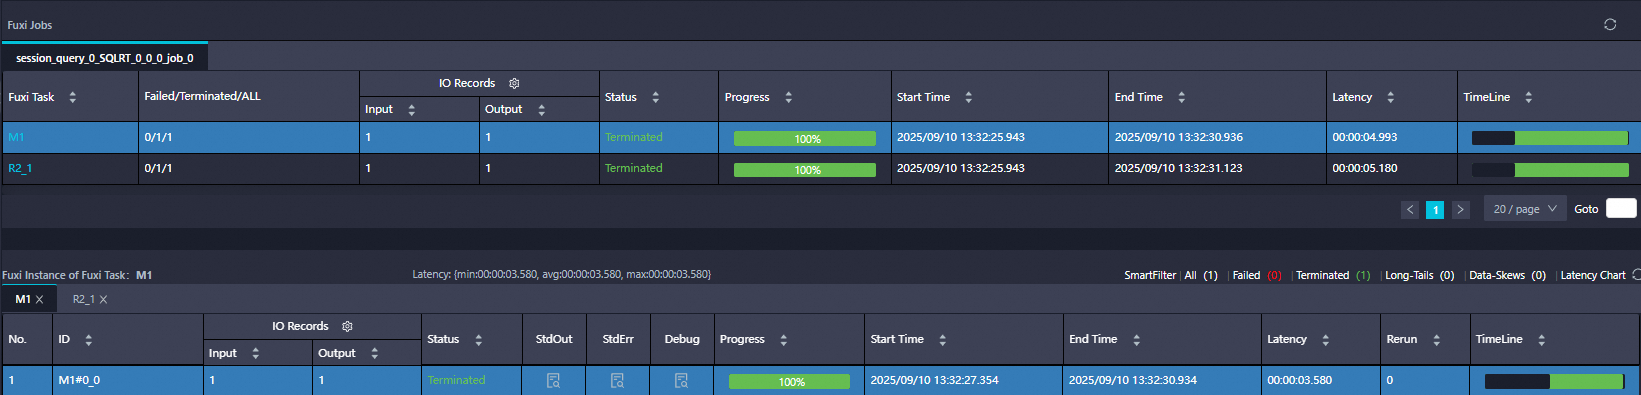 Fuxi Jobs
session_query_0_SQLRT_0_0_0_job_0
Fuxi Task Failed/Terminated/ALL IO Records Status Progress Start Time End Time Latency TimeLine
Input Output
M1 0/1/1 1 1 Terminated 100% 2025/09/10 13:32:25.943 2025/09/10 13:32:30.936 00:00:04.993
R2_1 0/1/1 1 1 Terminated 100% 2025/09/10 13:32:25.943 2025/09/10 13:32:31.123 00:00:05.180
< 1 > 20 / page Goto
Fuxi Instance of Fuxi Task: M1 Latency: {min:00:00:03.580, avg:00:00:03.580, max:00:00:03.580} SmartFilter | All (1) | Failed (0) | Terminated (1) | Long-Tails (0) | Data-Skews (0) | Latency Chart
M1 X R2_1 X
No. ID IO Records Status StdOut StdErr Debug Progress Start Time End Time Latency Rerun TimeLine
Input Output
1 M1#0_0 1 1 Terminated 100% 2025/09/10 13:32:27.354 2025/09/10 13:32:30.934 00:00:03.580 0